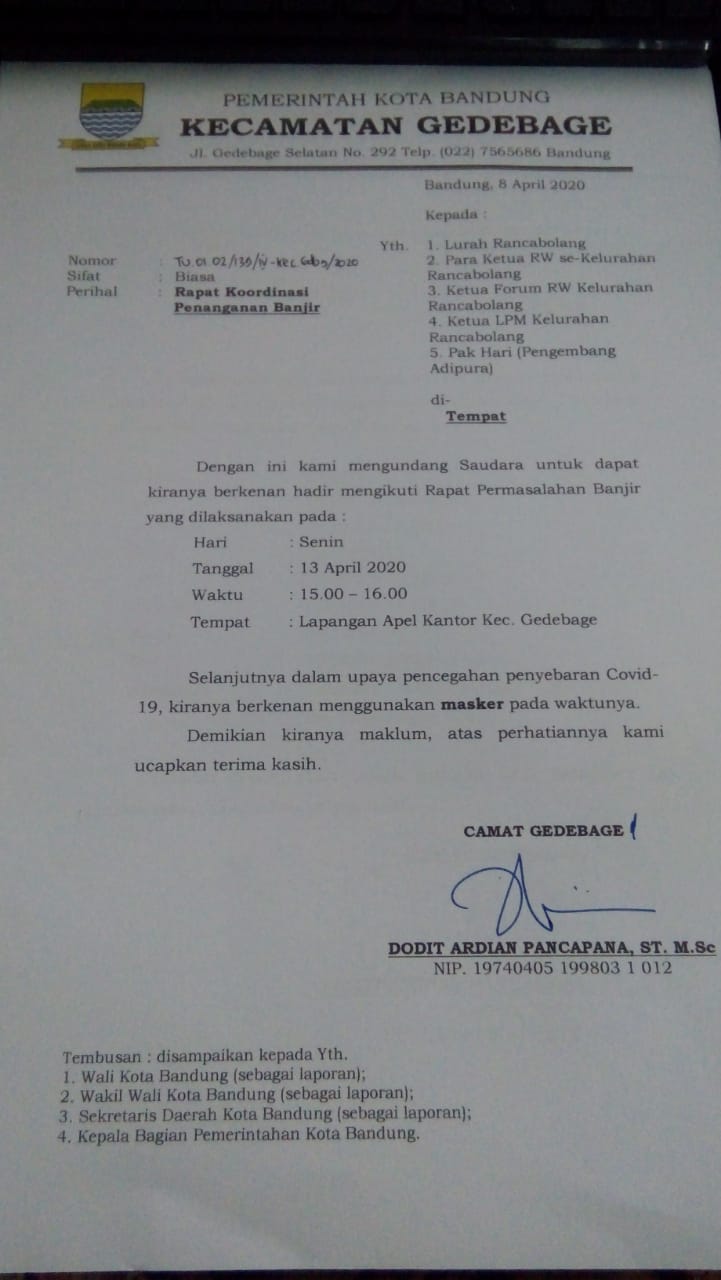 PEMERINTAH KOTA BANDUNG
KECAMATAN GEDEBAGE
Jl. Gedebage Selatan No. 292 Telp. (022) 7565686 Bandung
Bandung, 8 April 2020
Kepada :
Yth. 1. Lurah Rancabolang
2. Para Ketua RW se-Kelurahan
Rancabolang
3. Ketua Forum RW Kelurahan
Rancabolang
4. Ketua LPM Kelurahan
Rancabolang
5. Pak Hari (Pengembang
Adipura)
di-
Tempat
Nomor : TU.01.02/139/IV-Kec.Gdbg/2020
Sifat : Biasa
Perihal : Rapat Koordinasi
Penanganan Banjir
Dengan ini kami mengundang Saudara untuk dapat
kiranya berkenan hadir mengikuti Rapat Permasalahan Banjir
yang dilaksanakan pada :
Hari : Senin
Tanggal : 13 April 2020
Waktu : 15.00 – 16.00
Tempat : Lapangan Apel Kantor Kec. Gedebage
Selanjutnya dalam upaya pencegahan penyebaran Covid-
19, kiranya berkenan menggunakan masker pada waktunya.
Demikian kiranya maklum, atas perhatiannya kami
ucapkan terima kasih.
CAMAT GEDEBAGE
DODIT ARDIAN PANCAPANA, ST. M.Sc
NIP. 19740405 199803 1 012
Tembusan : disampaikan kepada Yth.
1. Wali Kota Bandung (sebagai laporan);
2. Wakil Wali Kota Bandung (sebagai laporan);
3. Sekretaris Daerah Kota Bandung (sebagai laporan);
4. Kepala Bagian Pemerintahan Kota Bandung.